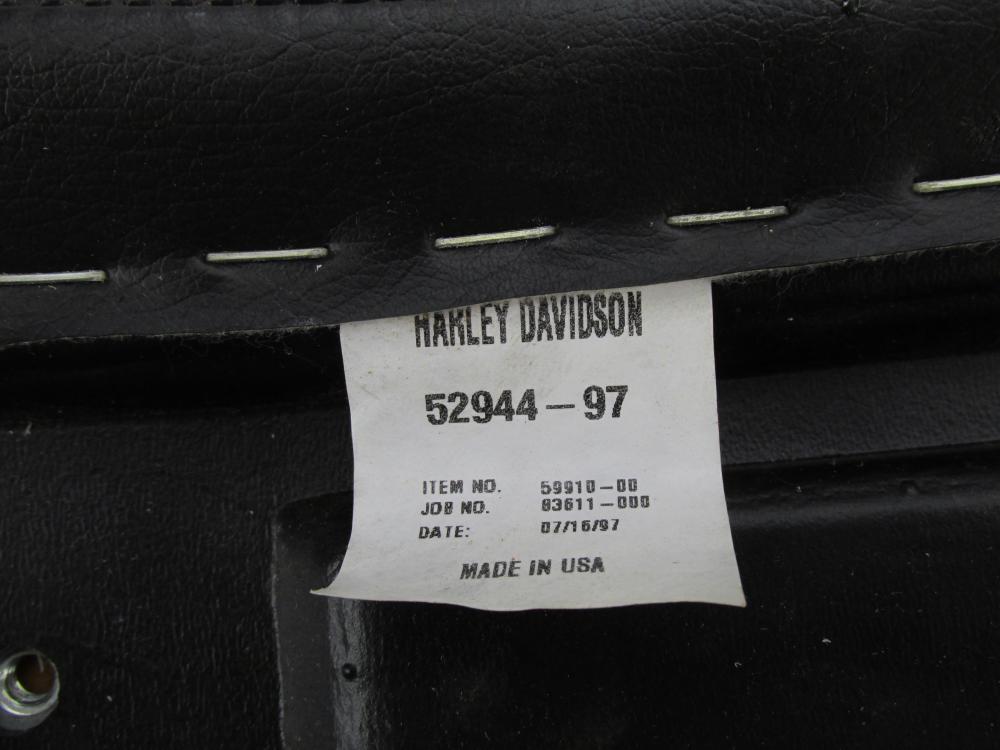 HARLEY DAVIDSON
52944-97
ITEM NO. 59910-00
JOB NO. 83611-000
DATE: 07/16/97
MADE IN USA